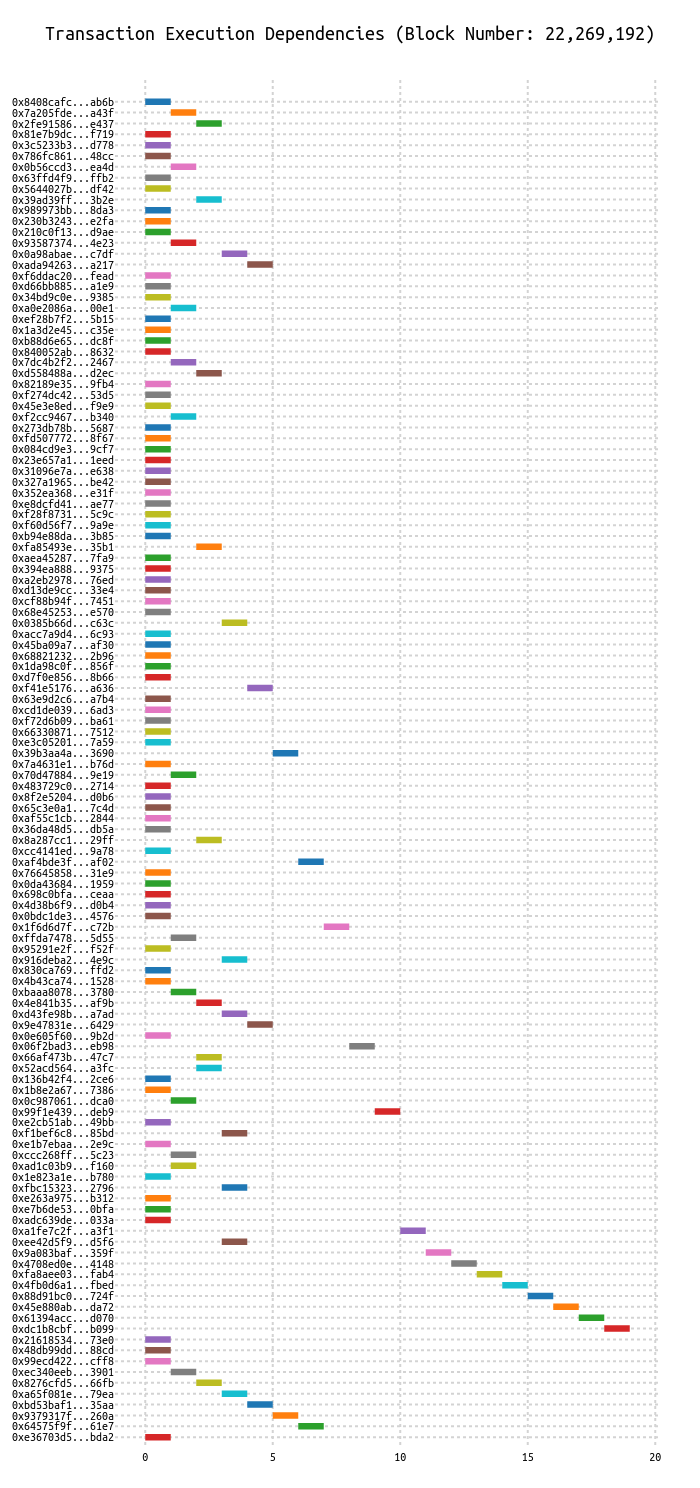 Transaction Execution Dependencies (Block Number: 22,269,192)
0x8408cafc...ab6b
0x7a205fde...a43f
0x2fe91586...e437
0x81e7b9dc...f719
0x3c5233b3...d778
0x786fc861...48cc
0x0b56ccd3...ea4d
0x63ffd4f9...ffb2
0x5644027b...df42
0x39ad39ff...3b2e
0x989973bb...8da3
0x230b3243...e2fa
0x210c0f13...d9ae
0x93587374...4e23
0x0a98abae...c7df
0xada94263...a217
0xf6ddac20...fead
0xd66bb885...a1e9
0x34bd9c0e...9385
0xa0e2086a...00e1
0xef28b7f2...5b15
0x1a3d2e45...c35e
0xb88d6e65...dc8f
0x840052ab...8632
0x7dc4b2f2...2467
0xd558488a...d2ec
0x82189e35...9fb4
0xf274dc42...53d5
0x45e3e8ed...f9e9
0xf2cc9467...b340
0x273db78b...5687
0xfd507772...8f67
0x084cd9e3...9cf7
0x23e657a1...1eed
0x31096e7a...e638
0x327a1965...be42
0x352ea368...e31f
0xe8dcfd41...ae77
0xf28f8731...5c9c
0xf60d56f7...9a9e
0xb94e88da...3b85
0xfa85493e...35b1
0xaea45287...7fa9
0x394ea888...9375
0xa2eb2978...76ed
0xd13de9cc...33e4
0xcf88b94f...7451
0x68e45253...e570
0x0385b66d...c63c
0xacc7a9d4...6c93
0x45ba09a7...af30
0x68821232...2b96
0x1da98c0f...856f
0xd7f0e856...8b66
0xf41e5176...a636
0x63e9d2c6...a7b4
0xcd1de039...6ad3
0xf72d6b09...ba61
0x66330871...7512
0xe3c05201...7a59
0x39b3aa4a...3690
0x7a4631e1...b76d
0x70d47884...9e19
0x483729c0...2714
0x8f2e5204...d0b6
0x65c3e0a1...7c4d
0xaf55c1cb...2844
0x36da48d5...db5a
0x8a287cc1...29ff
0xcc4141ed...9a78
0xaf4bde3f...af02
0x76645858...31e9
0x0da43684...1959
0x698c0bfa...ceaa
0x4d38b6f9...d0b4
0x0bdc1de3...4576
0x1f6d6d7f...c72b
0xffda7478...5d55
0x95291e2f...f52f
0x916deba2...4e9c
0x830ca769...ffd2
0x4b43ca74...1528
0xbaaa8078...3780
0x4e841b35...af9b
0xd43fe98b...a7ad
0x9e47831e...6429
0x0e605f60...9b2d
0x06f2bad3...eb98
0x66af473b...47c7
0x52acd564...a3fc
0x136b42f4...2ce6
0x1b8e2a67...7386
0x0c987061...dca0
0x99f1e439...deb9
0xe2cb51ab...49bb
0xf1bef6c8...85bd
0xe1b7ebaa...2e9c
0xccc268ff...5c23
0xad1c03b9...f160
0x1e823a1e...b780
0xfbc15323...2796
0xe263a975...b312
0xe7b6de53...0bfa
0xadc639de...033a
0xa1fe7c2f...a3f1
0xee42d5f9...d5f6
0x9a083baf...359f
0x4708ed0e...4148
0xfa8aee03...fab4
0x4fb0d6a1...fbed
0x88d91bc0...724f
0x45e880ab...da72
0x61394acc...d070
0xdc1b8cbf...b099
0x21618534...73e0
0x48db99dd...88cd
0x99ecd422...cff8
0xec340eeb...3901
0x8276cfd5...66fb
0xa65f081e...79ea
0xbd53baf1...35aa
0x9379317f...260a
0x64575f9f...61e7
0xe36703d5...bda2
0 5 10 15 20